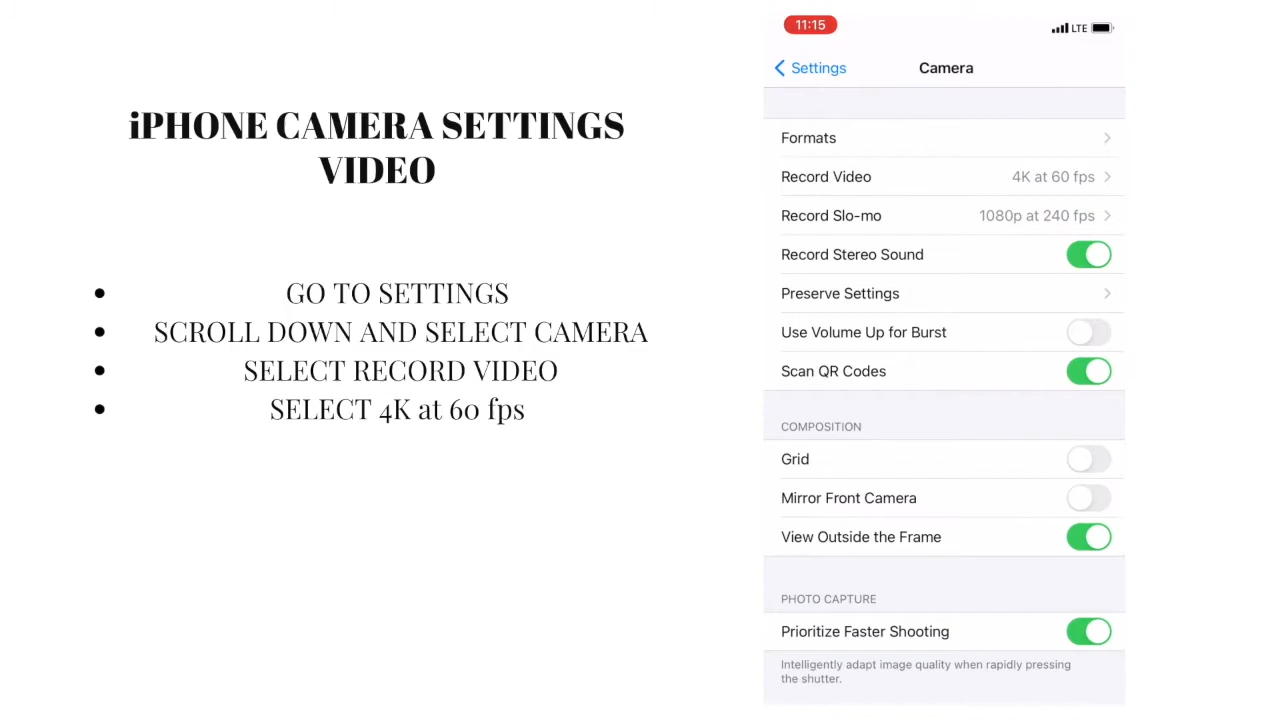 iPHONE CAMERA SETTINGS
VIDEO
• GO TO SETTINGS
• SCROLL DOWN AND SELECT CAMERA
• SELECT RECORD VIDEO
• SELECT 4K at 60 fps
11:15
LTE
Settings
Camera
Formats
Record Video 4K at 60 fps
Record Slo-mo 1080p at 240 fps
Record Stereo Sound
Preserve Settings
Use Volume Up for Burst
Scan QR Codes
COMPOSITION
Grid
Mirror Front Camera
View Outside the Frame
PHOTO CAPTURE
Prioritize Faster Shooting
Intelligently adapt image quality when rapidly pressing
the shutter.